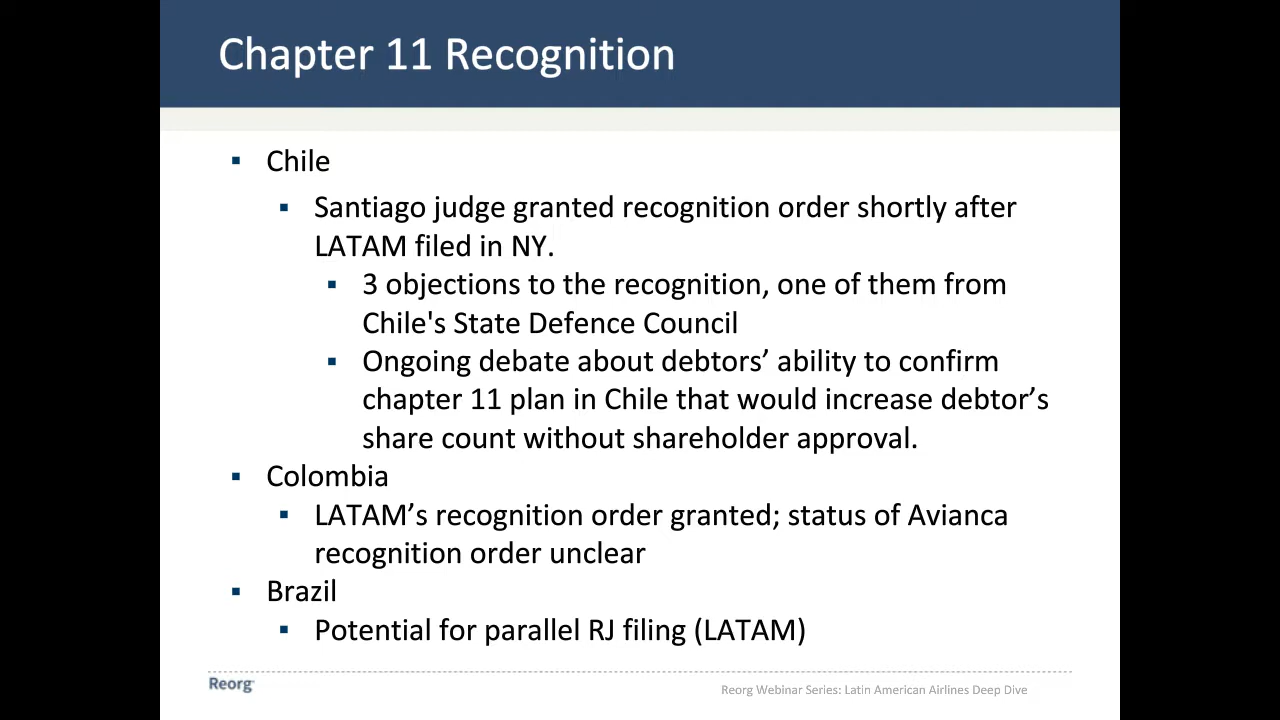 Chapter 11 Recognition
▪ Chile
▪ Santiago judge granted recognition order shortly after
LATAM filed in NY.
▪ 3 objections to the recognition, one of them from
Chile's State Defence Council
▪ Ongoing debate about debtors’ ability to confirm
chapter 11 plan in Chile that would increase debtor’s
share count without shareholder approval.
▪ Colombia
▪ LATAM’s recognition order granted; status of Avianca
recognition order unclear
▪ Brazil
▪ Potential for parallel RJ filing (LATAM)
Reorg
Reorg Webinar Series: Latin American Airlines Deep Dive